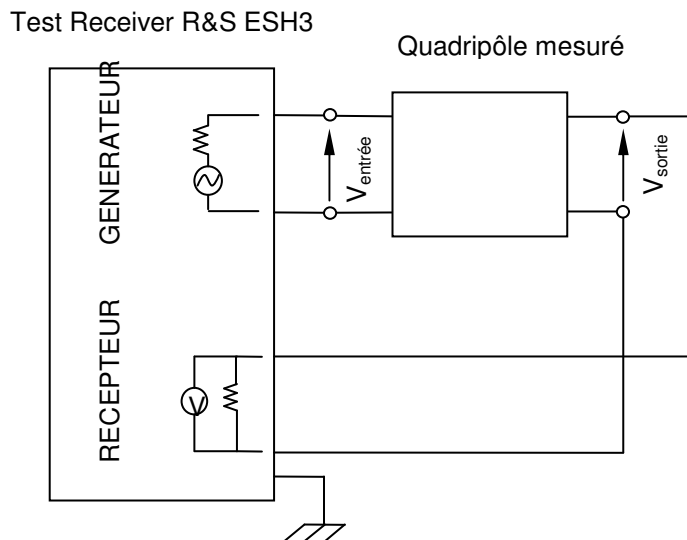 Test Receiver R&S ESH3
Quadripôle mesuré
GENERATEUR
Ventrée
Vsortie
RECEPTEUR
V